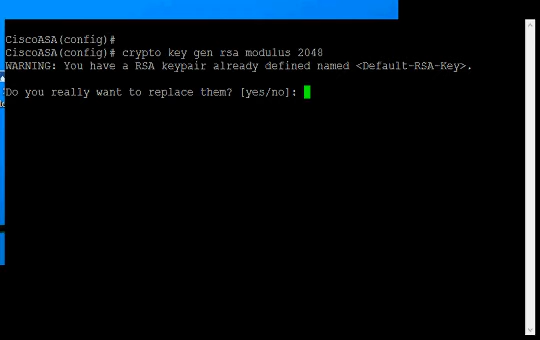 CiscoASA(config)#
CiscoASA(config)# crypto key gen rsa modulus 2048
WARNING: You have a RSA keypair already defined named <Default-RSA-Key>.
Do you really want to replace them? [yes/no]: